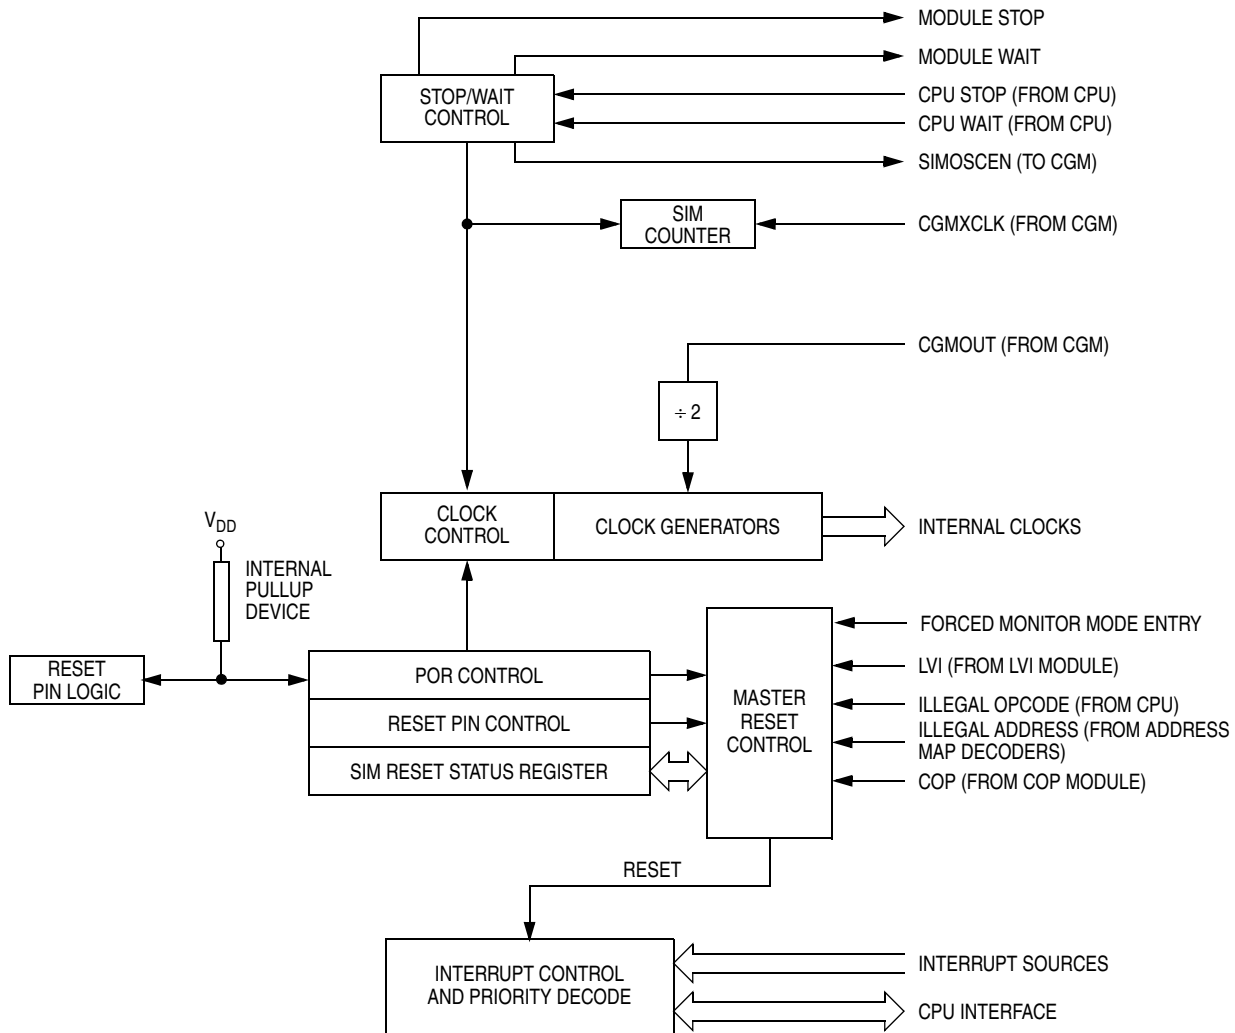 MODULE STOP
MODULE WAIT
STOP/WAIT
CONTROL
CPU STOP (FROM CPU)
CPU WAIT (FROM CPU)
SIMOSCEN (TO CGM)
SIM
COUNTER
CGMXCLK (FROM CGM)
CGMOUT (FROM CGM)
÷ 2
CLOCK
CONTROL
CLOCK GENERATORS
INTERNAL CLOCKS
VDD
INTERNAL
PULLUP
DEVICE
RESET
PIN LOGIC
POR CONTROL
RESET PIN CONTROL
SIM RESET STATUS REGISTER
MASTER
RESET
CONTROL
FORCED MONITOR MODE ENTRY
LVI (FROM LVI MODULE)
ILLEGAL OPCODE (FROM CPU)
ILLEGAL ADDRESS (FROM ADDRESS
MAP DECODERS)
COP (FROM COP MODULE)
RESET
INTERRUPT CONTROL
AND PRIORITY DECODE
INTERRUPT SOURCES
CPU INTERFACE